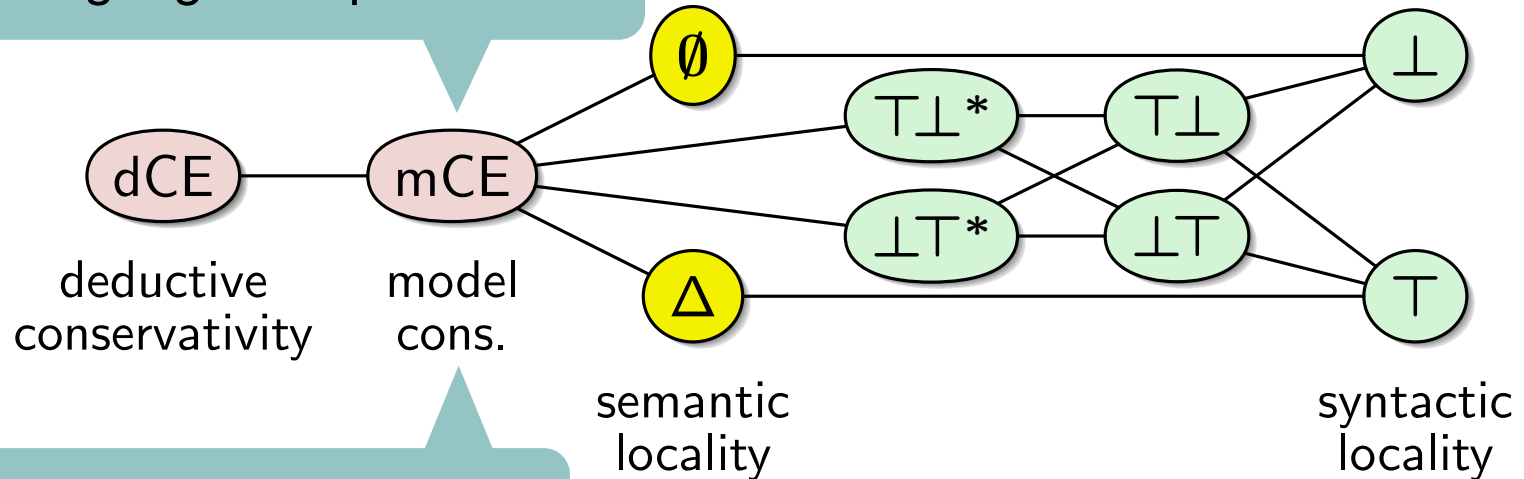 ∅
⊥
⊤⊥*
⊤⊥
dCE
mCE
⊥⊤*
⊥⊤
Δ
⊤
deductive
conservativity
model
cons.
semantic
locality
syntactic
locality